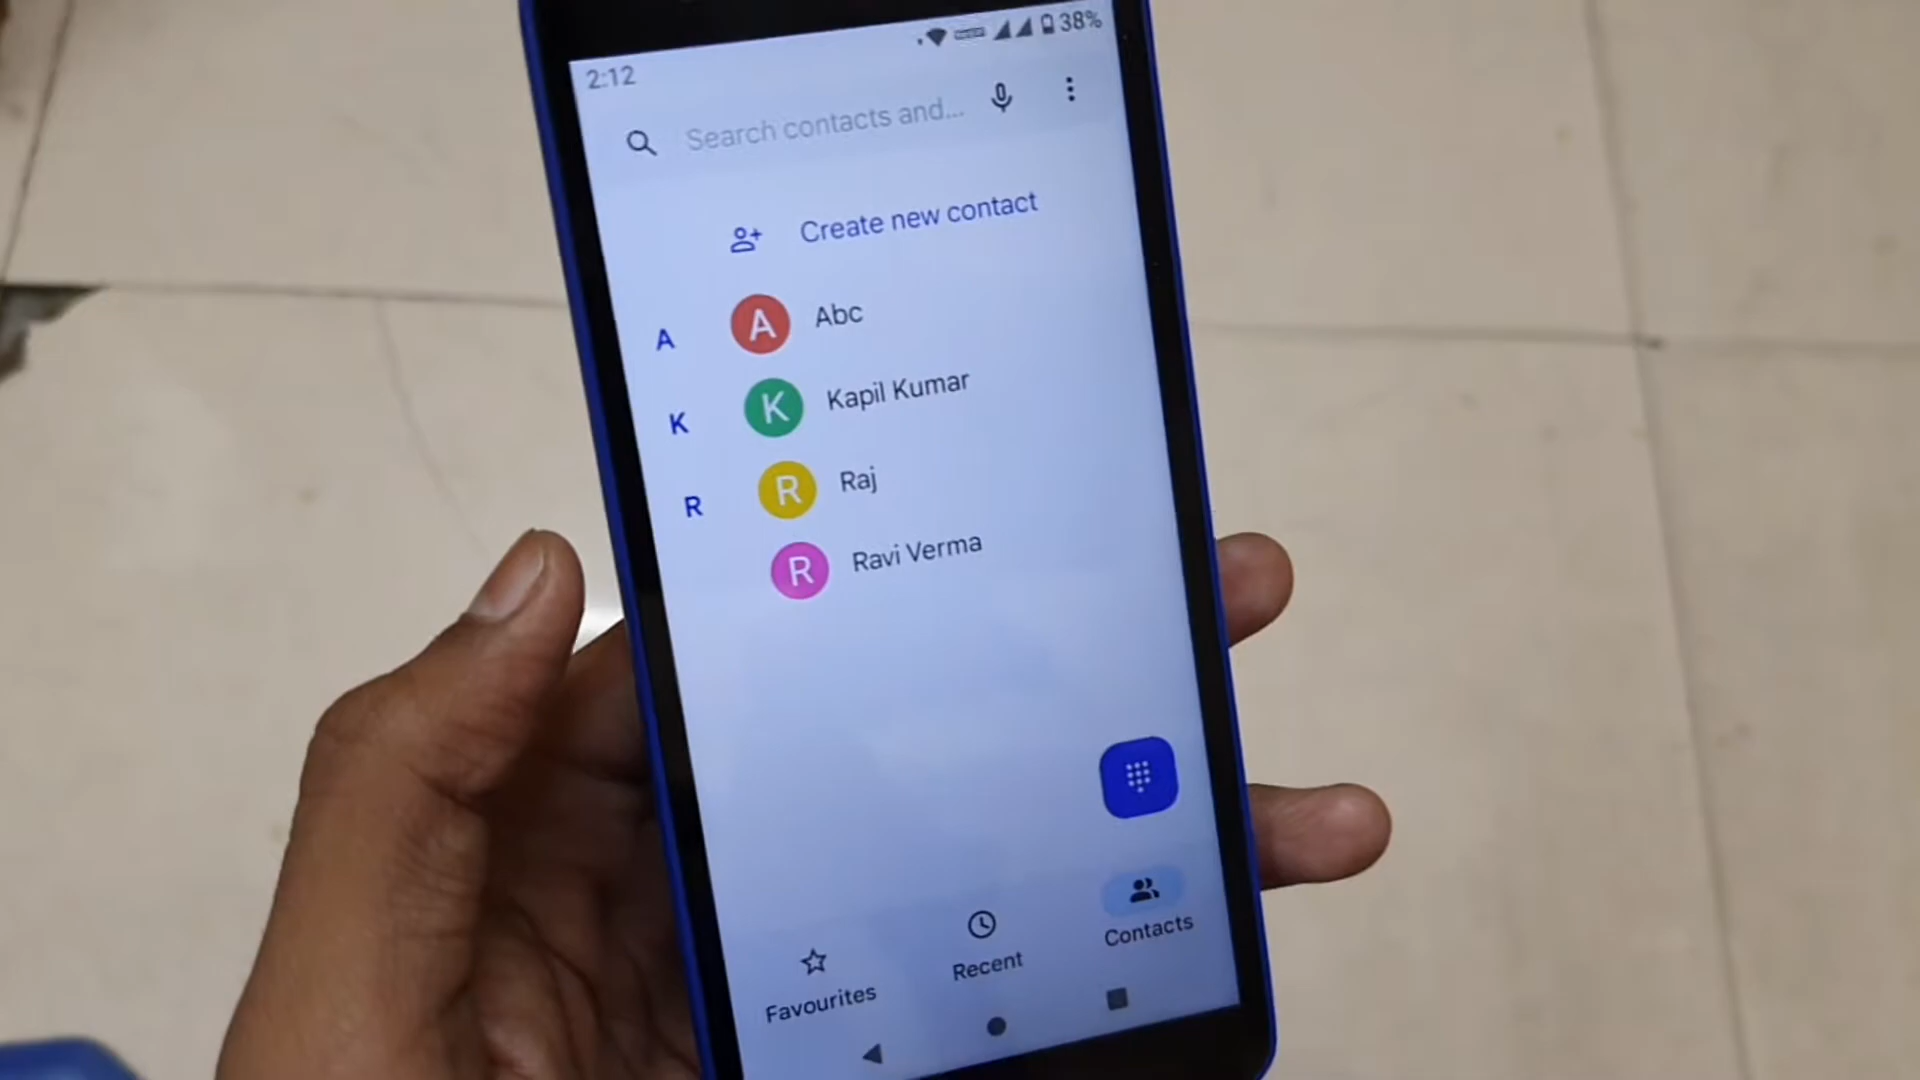 2:12
38%
Search contacts and...
Create new contact
A
A
Abc
K
K
Kapil Kumar
R
R
Raj
R
Ravi Verma
Favourites
Recent
Contacts